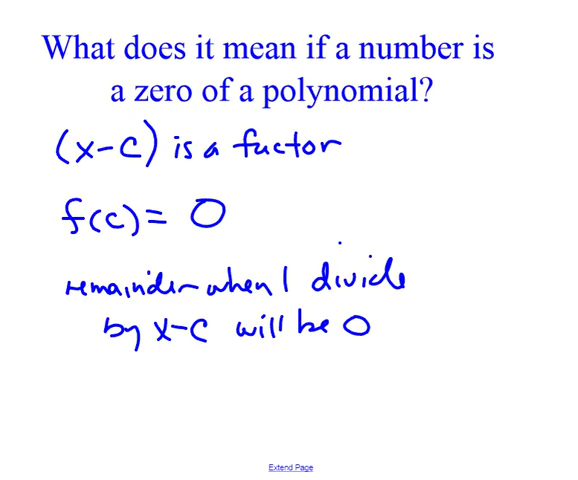 What does it mean if a number is
a zero of a polynomial?
(x-c) is a factor
f(c) = 0
remainder when I divide
by x-c will be 0
Extend Page